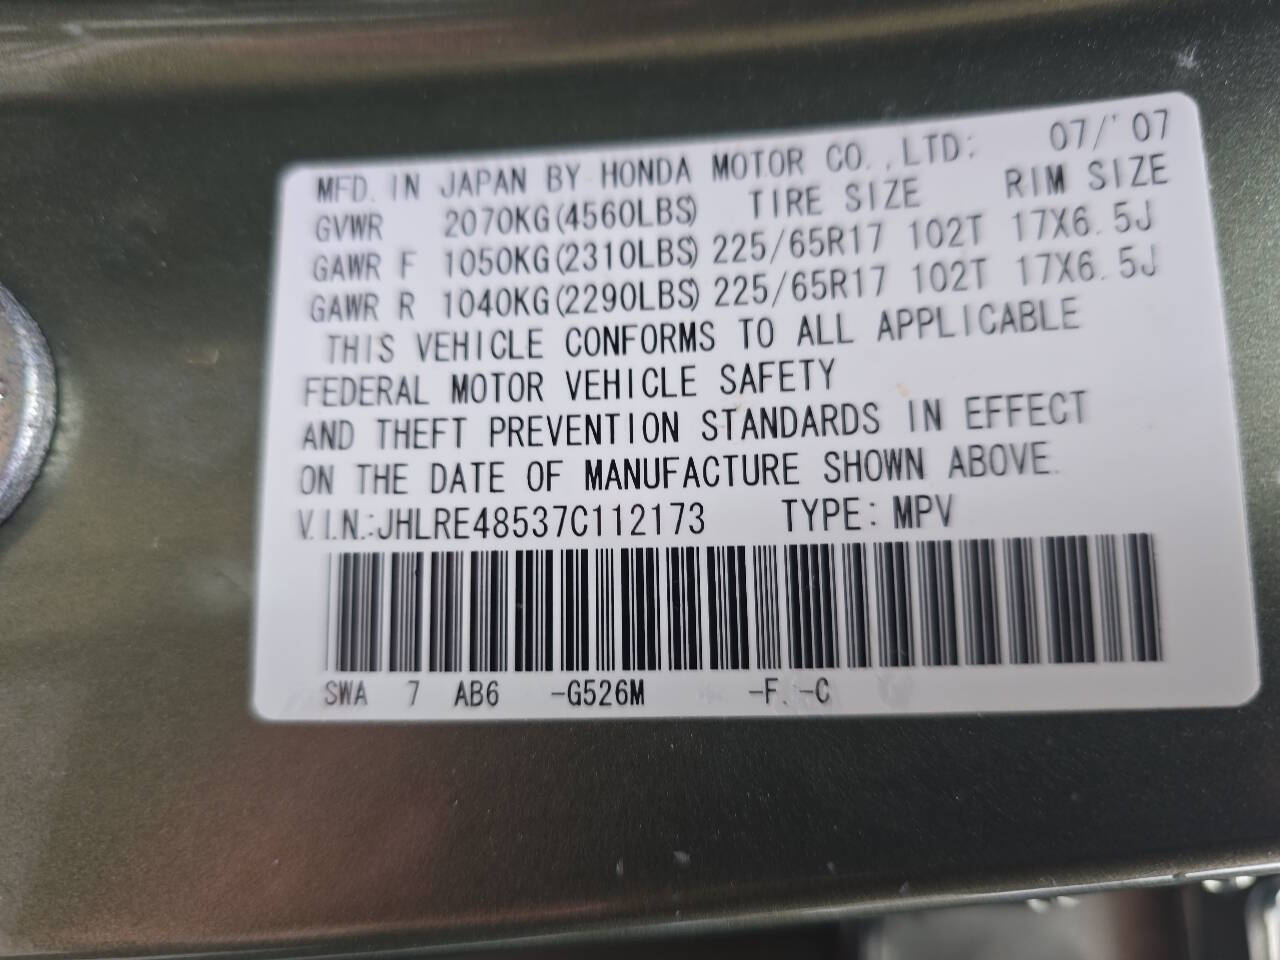 MFD. IN JAPAN BY HONDA MOTOR CO., LTD: 07/'07
GVWR 2070KG(4560LBS) TIRE SIZE RIM SIZE
GAWR F 1050KG(2310LBS) 225/65R17 102T 17X6.5J
GAWR R 1040KG(2290LBS) 225/65R17 102T 17X6.5J
THIS VEHICLE CONFORMS TO ALL APPLICABLE
FEDERAL MOTOR VEHICLE SAFETY
AND THEFT PREVENTION STANDARDS IN EFFECT
ON THE DATE OF MANUFACTURE SHOWN ABOVE.
V.I.N.:JHLRE48537C112173 TYPE: MPV
SWA 7 AB6 -G526M -F. -C